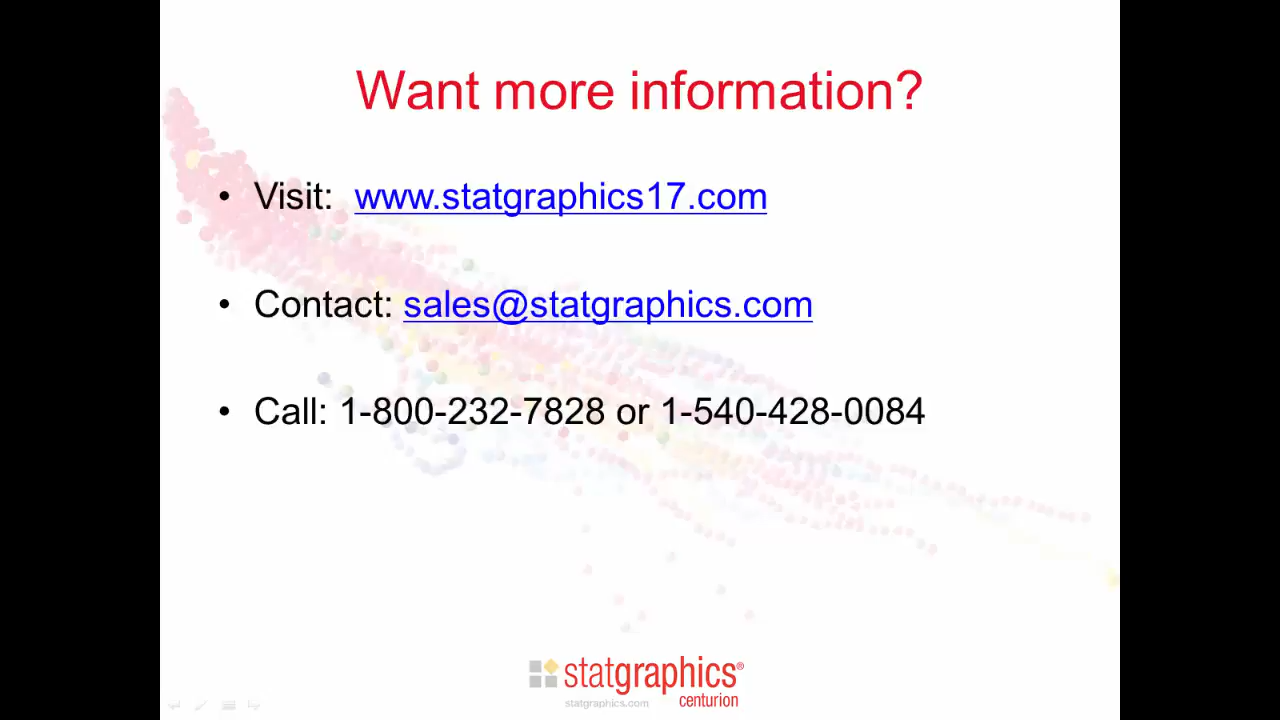 Want more information?
• Visit: www.statgraphics17.com
• Contact: sales@statgraphics.com
• Call: 1-800-232-7828 or 1-540-428-0084
statgraphics®
statgraphics.com centurion